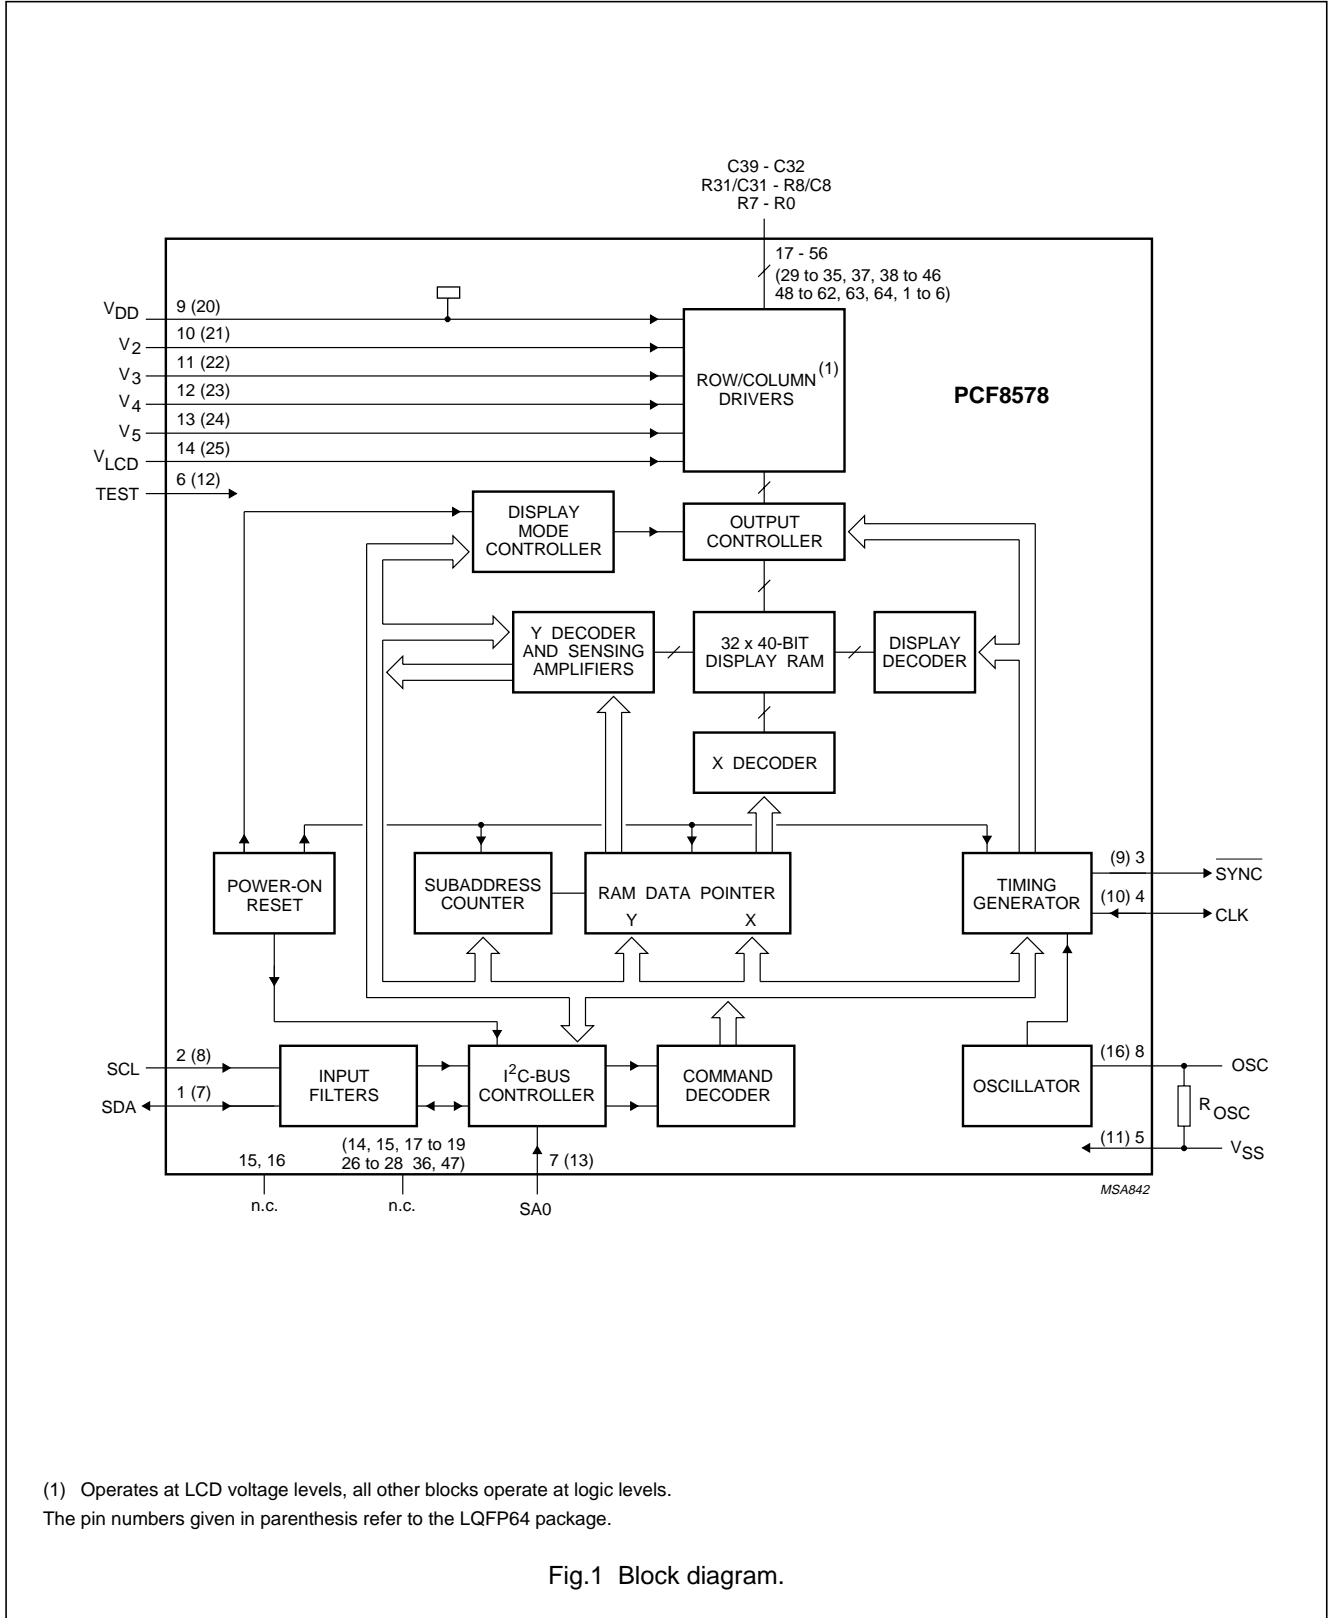 C39 - C32
R31/C31 - R8/C8
R7 - R0
17 - 56
(29 to 35, 37, 38 to 46
48 to 62, 63, 64, 1 to 6)
VDD
9 (20)
V2
10 (21)
V3
11 (22)
V4
12 (23)
V5
13 (24)
VLCD
14 (25)
TEST
6 (12)
ROW/COLUMN (1)
DRIVERS
PCF8578
DISPLAY
MODE
CONTROLLER
OUTPUT
CONTROLLER
Y DECODER
AND SENSING
AMPLIFIERS
32 x 40-BIT
DISPLAY RAM
DISPLAY
DECODER
X DECODER
POWER-ON
RESET
SUBADDRESS
COUNTER
RAM DATA POINTER
Y X
TIMING
GENERATOR
(9) 3
SYNC
(10) 4
CLK
SCL
2 (8)
SDA
1 (7)
INPUT
FILTERS
I2C-BUS
CONTROLLER
COMMAND
DECODER
OSCILLATOR
(16) 8
OSC
ROSC
(11) 5
VSS
15, 16
n.c.
(14, 15, 17 to 19
26 to 28 36, 47)
n.c.
7 (13)
SA0
MSA842
(1) Operates at LCD voltage levels, all other blocks operate at logic levels.
The pin numbers given in parenthesis refer to the LQFP64 package.
Fig.1 Block diagram.